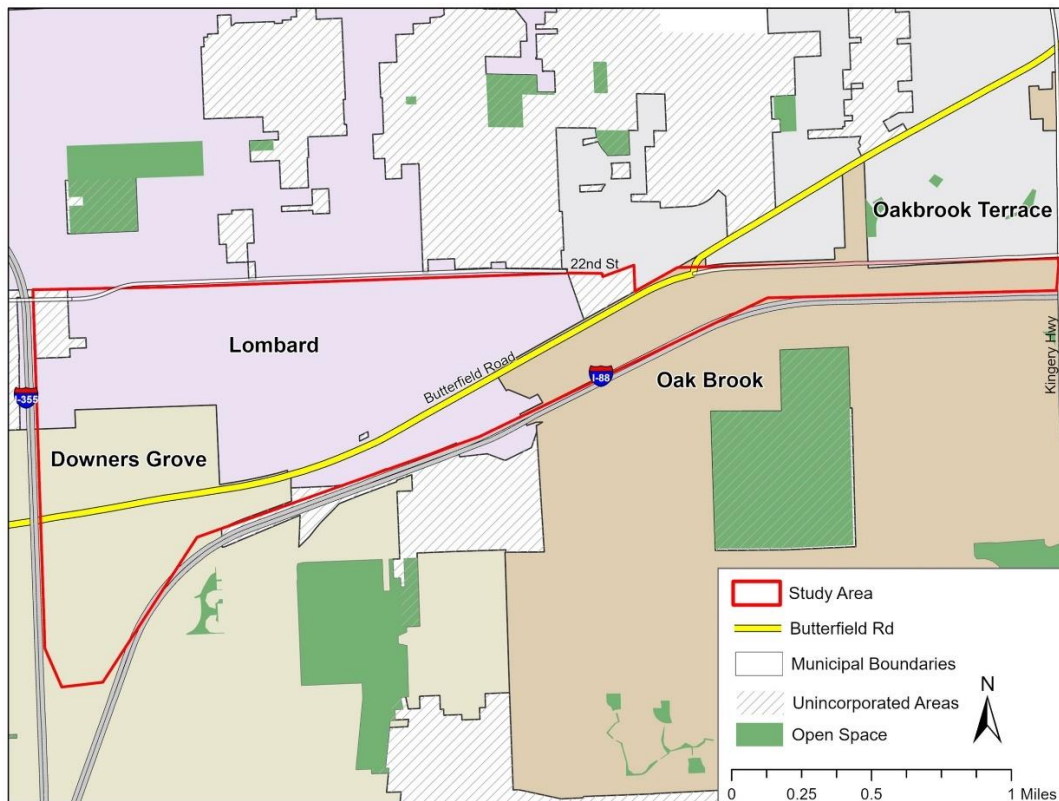 Oakbrook Terrace
22nd St
Lombard
Butterfield Road
I-88
Oak Brook
Kingery Hwy
I-355
Downers Grove
Study Area
Butterfield Rd
Municipal Boundaries
Unincorporated Areas
Open Space
N
0 0.25 0.5 1 Miles